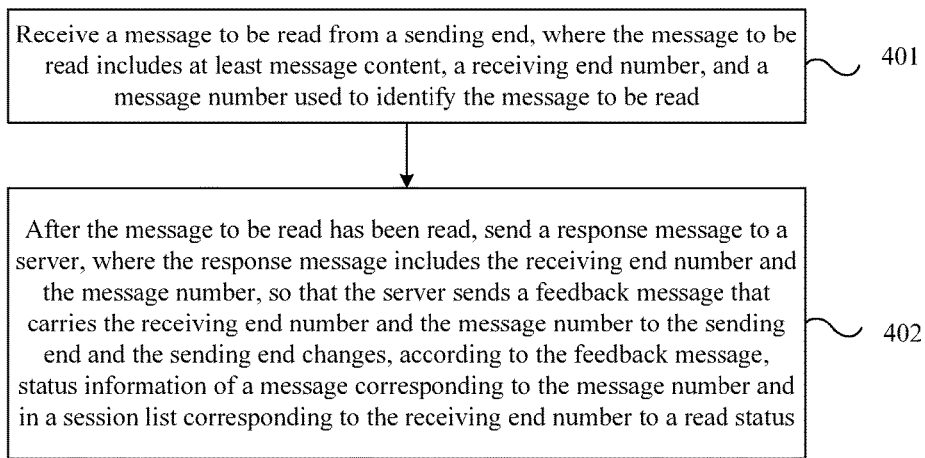 Receive a message to be read from a sending end, where the message to be
read includes at least message content, a receiving end number, and a
message number used to identify the message to be read
401
After the message to be read has been read, send a response message to a
server, where the response message includes the receiving end number and
the message number, so that the server sends a feedback message that
carries the receiving end number and the message number to the sending
end and the sending end changes, according to the feedback message,
status information of a message corresponding to the message number and
in a session list corresponding to the receiving end number to a read status
402